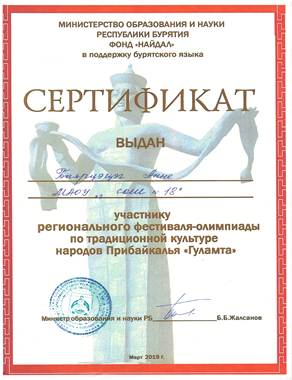 МИНИСТЕРСТВО ОБРАЗОВАНИЯ И НАУКИ
РЕСПУБЛИКИ БУРЯТИЯ
ФОНД «НАЙДАЛ»
в поддержку бурятского языка
СЕРТИФИКАТ
ВЫДАН
МАОУ „ СОШ № 18"
участнику
регионального фестиваля-олимпиады
по традиционной культуре
народов Прибайкалья «Гуламта»
Министр образования и науки РБ Б.Б.Жалсанов
Март 2019 г.